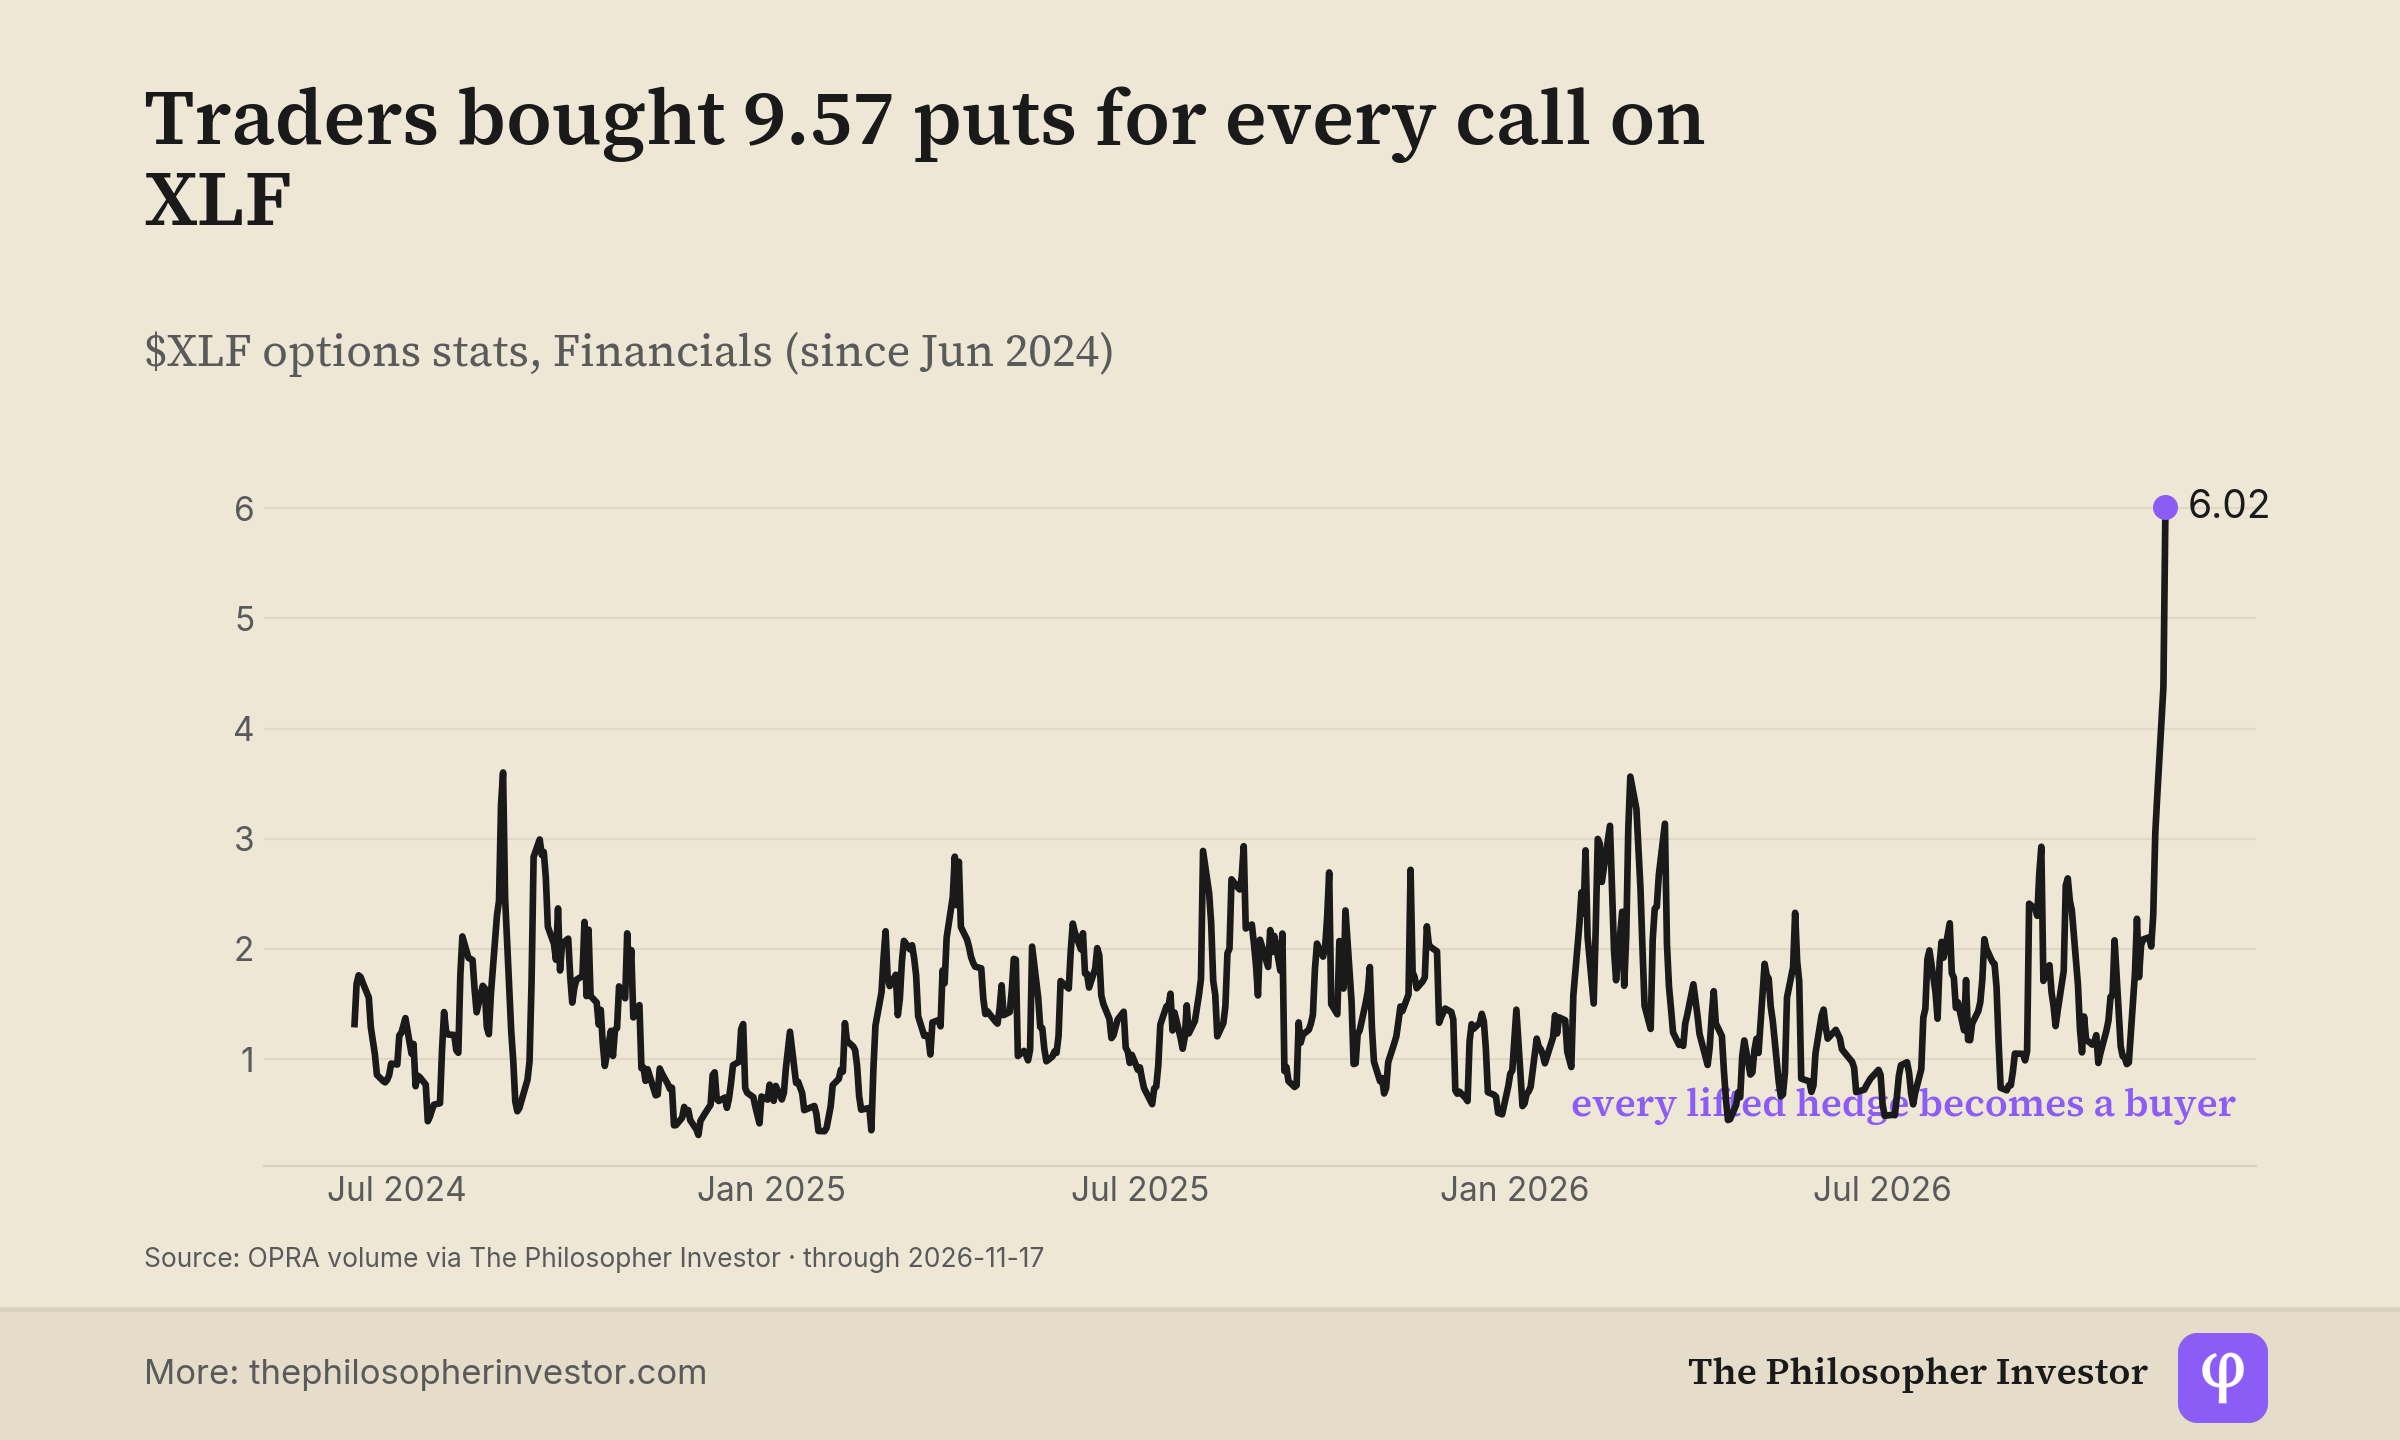 Traders bought 9.57 puts for every call on
XLF
$XLF options stats, Financials (since Jun 2024)
6
6.02
5
4
3
2
1
every lifted hedge becomes a buyer
Jul 2024
Jan 2025
Jul 2025
Jan 2026
Jul 2026
Source: OPRA volume via The Philosopher Investor · through 2026-11-17
More: thephilosopherinvestor.com
The Philosopher Investor
φ